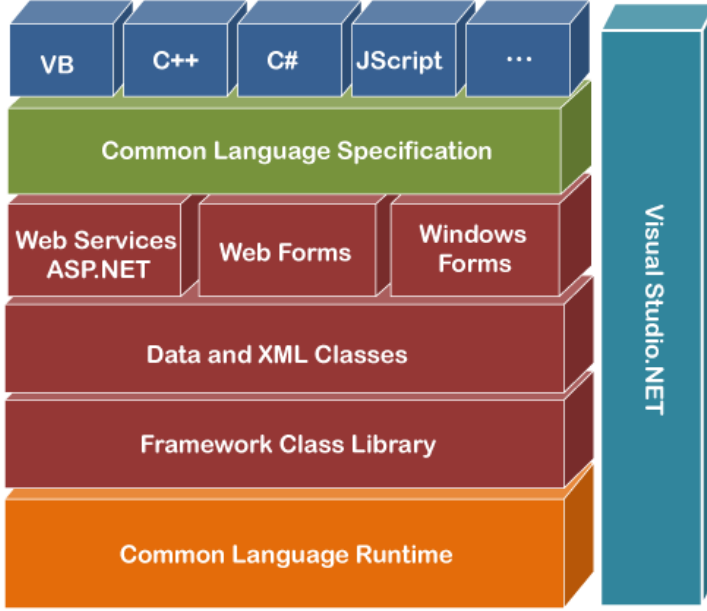 VB
C++
C#
JScript
...
Common Language Specification
Web Services
ASP.NET
Web Forms
Windows
Forms
Data and XML Classes
Framework Class Library
Common Language Runtime
Visual Studio.NET